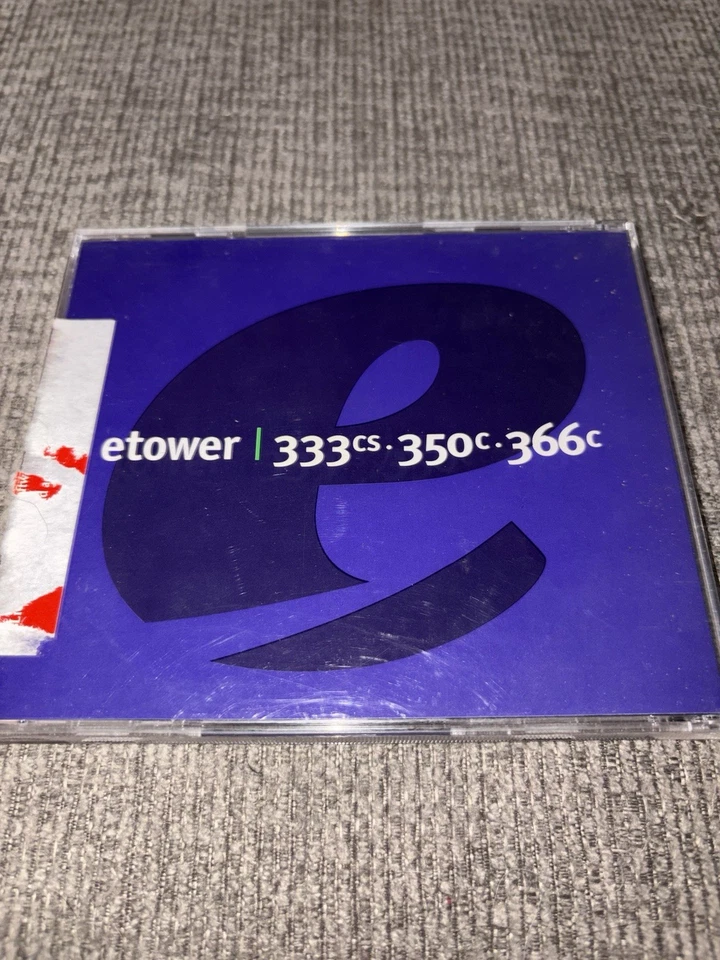 etower | 333cs · 350c · 366c